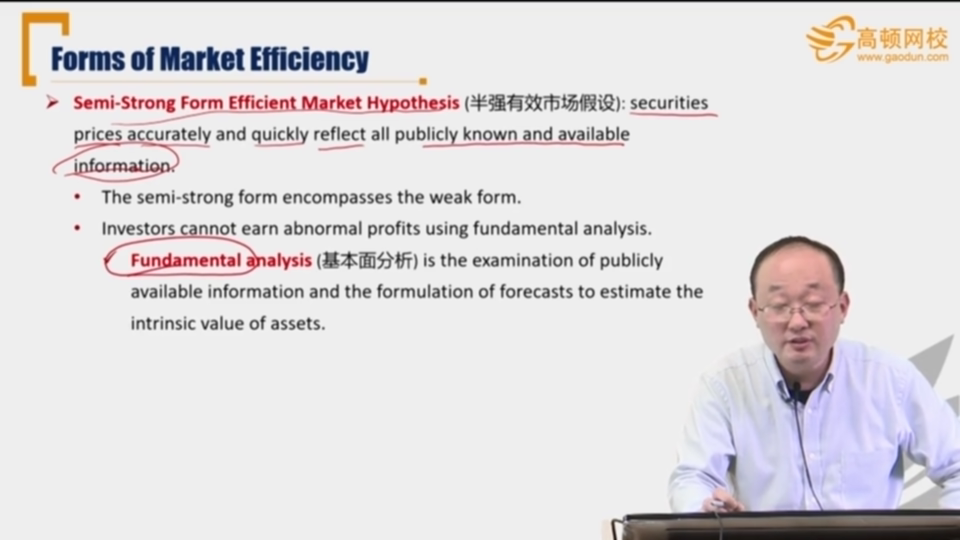 Forms of Market Efficiency
高顿网校
www.gaodun.com
➢ Semi-Strong Form Efficient Market Hypothesis (半强有效市场假设): securities
prices accurately and quickly reflect all publicly known and available
information.
• The semi-strong form encompasses the weak form.
• Investors cannot earn abnormal profits using fundamental analysis.
✓ Fundamental analysis (基本面分析) is the examination of publicly
available information and the formulation of forecasts to estimate the
intrinsic value of assets.